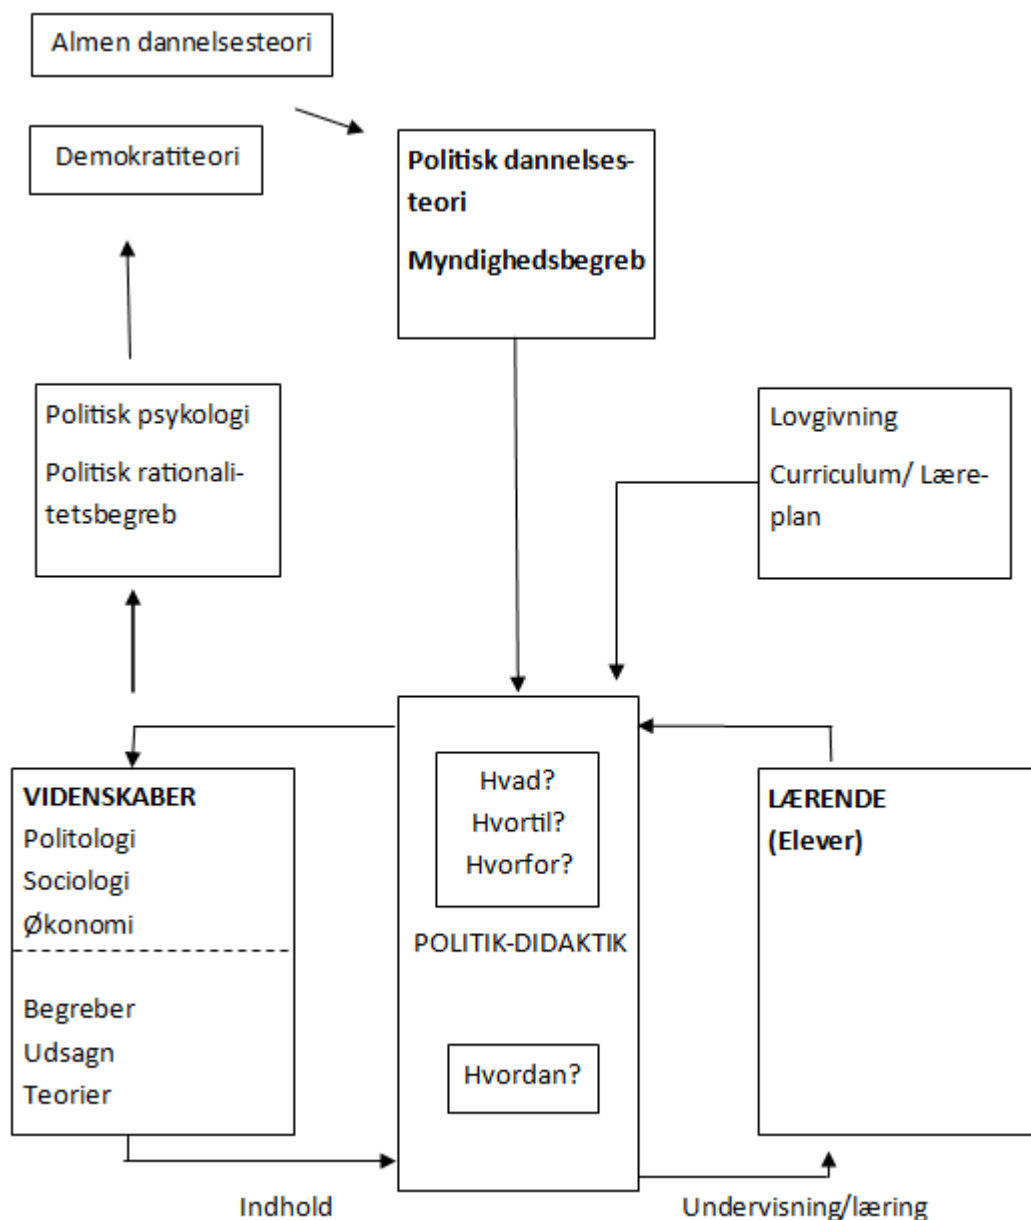 Almen dannelsesteori
Demokratiteori
Politisk dannelses-
teori
Myndighedsbegreb
Politisk psykologi
Politisk rationali-
tetsbegreb
Lovgivning
Curriculum/ Lære-
plan
VIDENSKABER
Politologi
Sociologi
Økonomi
Begreber
Udsagn
Teorier
Hvad?
Hvortil?
Hvorfor?
POLITIK-DIDAKTIK
Hvordan?
LÆRENDE
(Elever)
Indhold
Undervisning/læring